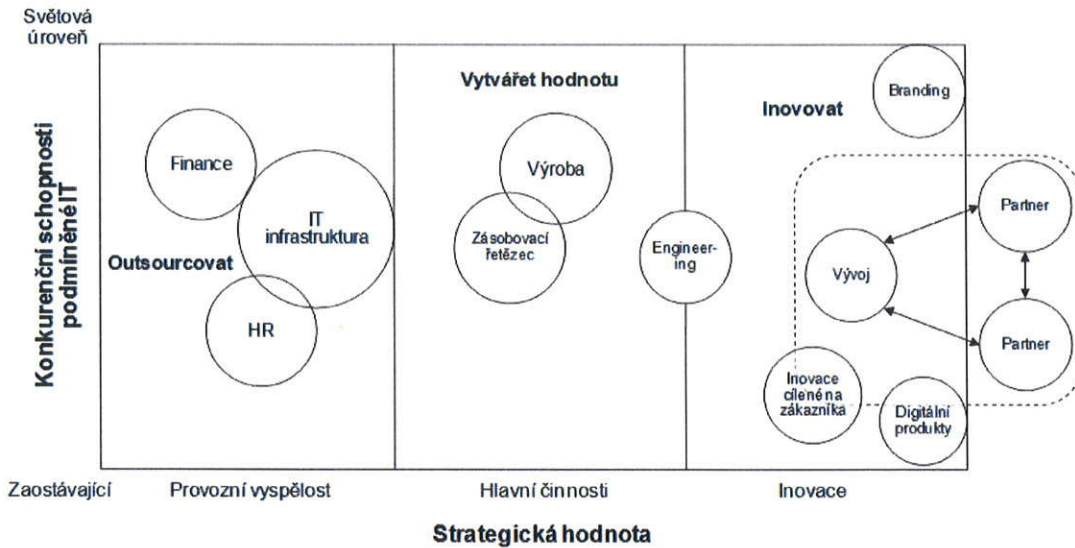 Světová
úroveň
Konkurenční schopnosti
podmíněné IT
Vytvářet hodnotu
Inovovat
Branding
Finance
Výroba
IT
infrastruktura
Outsourcovat
Zásobovací
řetězec
Engineer-
ing
Vývoj
Partner
Partner
HR
Inovace
cílené na
zákazníka
Digitální
produkty
Zaostávající
Provozní vyspělost
Hlavní činnosti
Inovace
Strategická hodnota